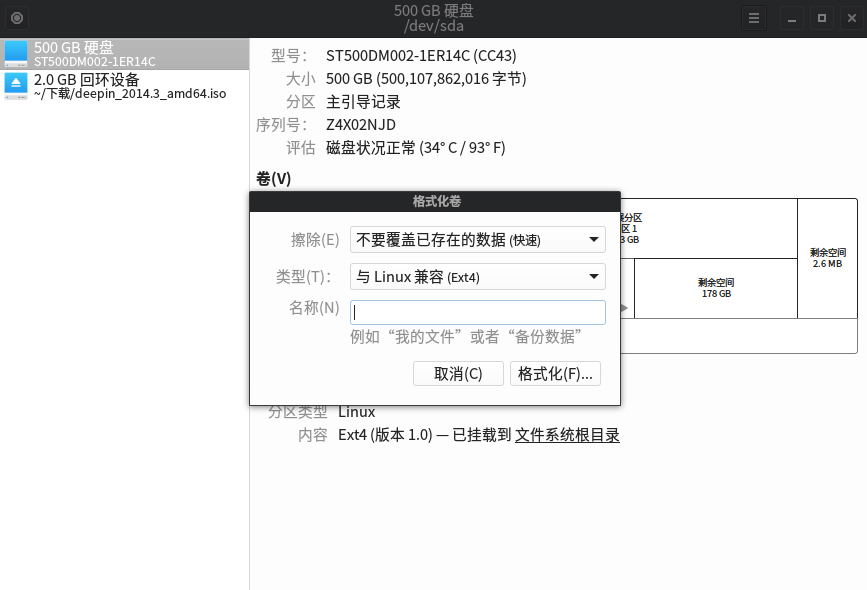 500 GB 硬盘
/dev/sda
500 GB 硬盘
ST500DM002-1ER14C
2.0 GB 回环设备
~/下载/deepin_2014.3_amd64.iso
型号： ST500DM002-1ER14C (CC43)
大小 500 GB (500,107,862,016 字节)
分区 主引导记录
序列号： Z4X02NJD
评估 磁盘状况正常 (34° C / 93° F)
卷(V)
格式化卷
擦除(E) 不要覆盖已存在的数据 (快速)
类型(T)： 与 Linux 兼容 (Ext4)
名称(N)
例如“我的文件”或者“备份数据”
取消(C) 格式化(F)...
分区
区 1
3 GB
剩余空间
178 GB
剩余空间
2.6 MB
分区类型 Linux
内容 Ext4 (版本 1.0) — 已挂载到 文件系统根目录